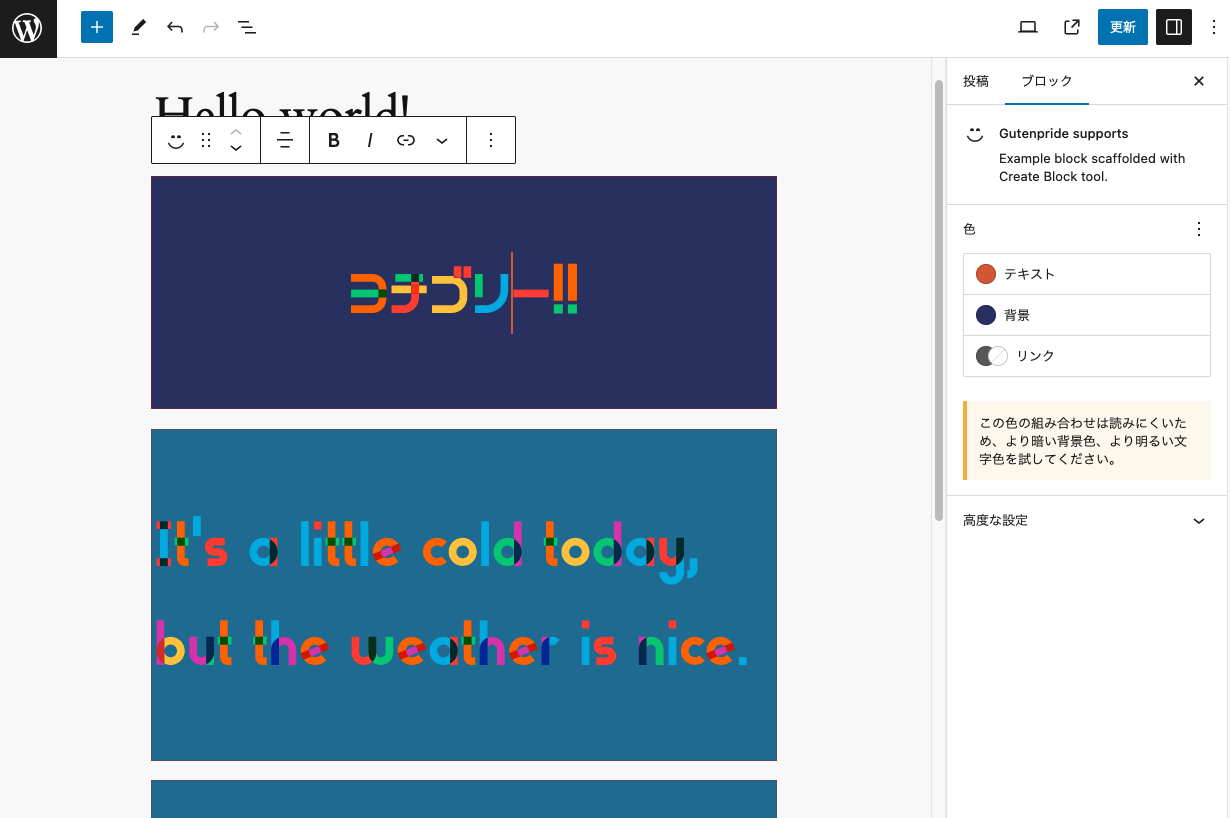 更新
Hello world!
B I
ヨチゴリー!!
It's a little cold today,
but the weather is nice.
投稿 ブロック
Gutenpride supports
Example block scaffolded with
Create Block tool.
色
テキスト
背景
リンク
この色の組み合わせは読みにくいた
め、より暗い背景色、より明るい文
字色を試してください。
高度な設定